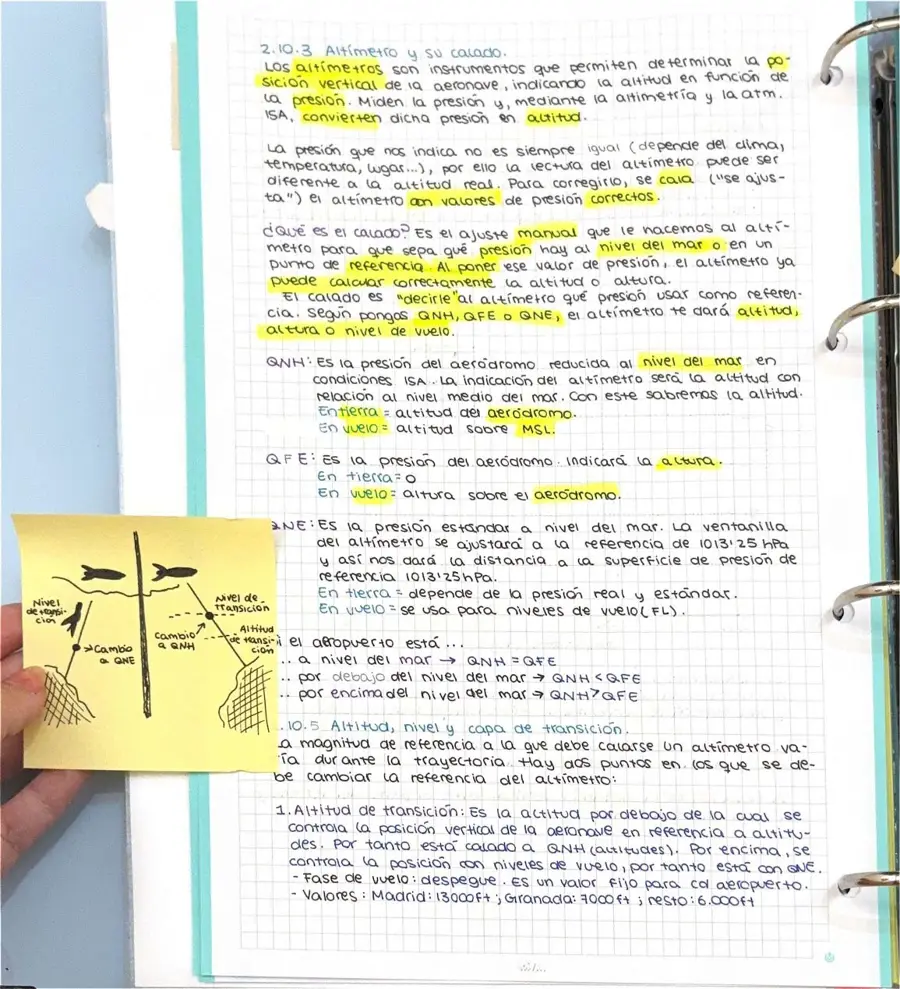 2.10.3 Altímetro y su calado.
Los altímetros son instrumentos que permiten determinar la po-
sición vertical de la aeronave, indicando la altitud en función de
la presión. Miden la presión y, mediante la altimetría y la atm.
ISA, convierten dicha presión en altitud.
La presión que nos indica no es siempre igual (depende del clima,
temperatura, lugar...), por ello la lectura del altímetro puede ser
diferente a la altitud real. Para corregirlo, se cala ("se ajus-
ta") el altímetro con valores de presión correctos.
¿Qué es el calado? Es el ajuste manual que le hacemos al altí-
metro para que sepa qué presión hay al nivel del mar o en un
punto de referencia. Al poner ese valor de presión, el altímetro ya
puede calcular correctamente la altitud o altura.
El calado es "decirle" al altímetro qué presión usar como referen-
cia. Según pongas QNH, QFE o QNE, el altímetro te dará altitud,
altura o nivel de vuelo.
QNH: Es la presión del aeródromo reducida al nivel del mar en
condiciones ISA. La indicación del altímetro será la altitud con
relación al nivel medio del mar. Con este sabremos la altitud.
En tierra = altitud del aeródromo.
En vuelo = altitud sobre MSL.
QFE: Es la presión del aeródromo. Indicará la altura.
En tierra = 0
En vuelo = altura sobre el aeródromo.
QNE: Es la presión estándar a nivel del mar. La ventanilla
del altímetro se ajustará a la referencia de 1013'25 hPa
y así nos dará la distancia a la superficie de presión de
referencia 1013'25hPa.
En tierra = depende de la presión real y estándar.
En vuelo = se usa para niveles de vuelo (FL).
i el aeropuerto está ...
.. a nivel del mar → QNH = QFE
.. por debajo del nivel del mar → QNH < QFE
.. por encima del nivel del mar → QNH > QFE
.10.5 Altitud, nivel y capa de transición.
La magnitud de referencia a la que debe calarse un altímetro va-
ría durante la trayectoria. Hay dos puntos en los que se de-
be cambiar la referencia del altímetro:
1. Altitud de transición: Es la altitud por debajo de la cual se
controla la posición vertical de la aeronave en referencia a altitu-
des. Por tanto está calado a QNH (altitudes). Por encima, se
controla la posición con niveles de vuelo, por tanto está con QNE.
- Fase de vuelo: despegue. Es un valor fijo para cd aeropuerto.
- Valores: Madrid: 13000ft; Granada: 7000ft; resto: 6.000ft
Nivel
de transi-
ción
Cambio
a QNE
Nivel de
transición
Cambio
a QNH
Altitud
de transi-
ción